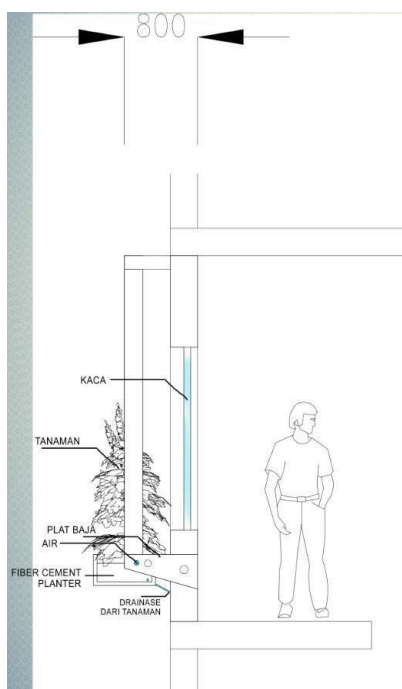 800
KACA
TANAMAN
PLAT BAJA
AIR
FIBER CEMENT
PLANTER
DRAINASE
DARI TANAMAN